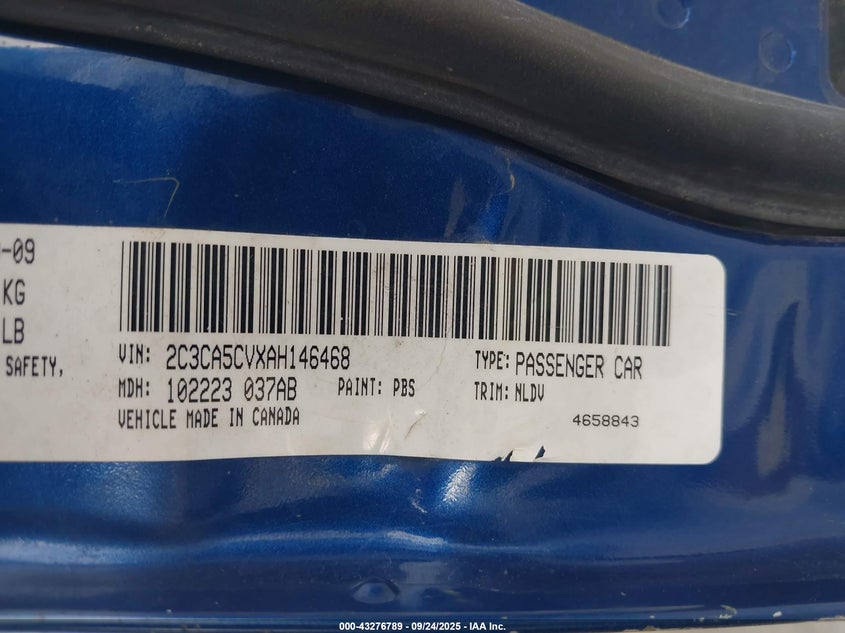 -09
KG
LB
SAFETY,
VIN: 2C3CA5CVXAH146468 TYPE: PASSENGER CAR
MDH: 102223 037AB PAINT: PBS TRIM: NLDV
VEHICLE MADE IN CANADA 4658843
000-43276789 - 09/24/2025 - IAA Inc.